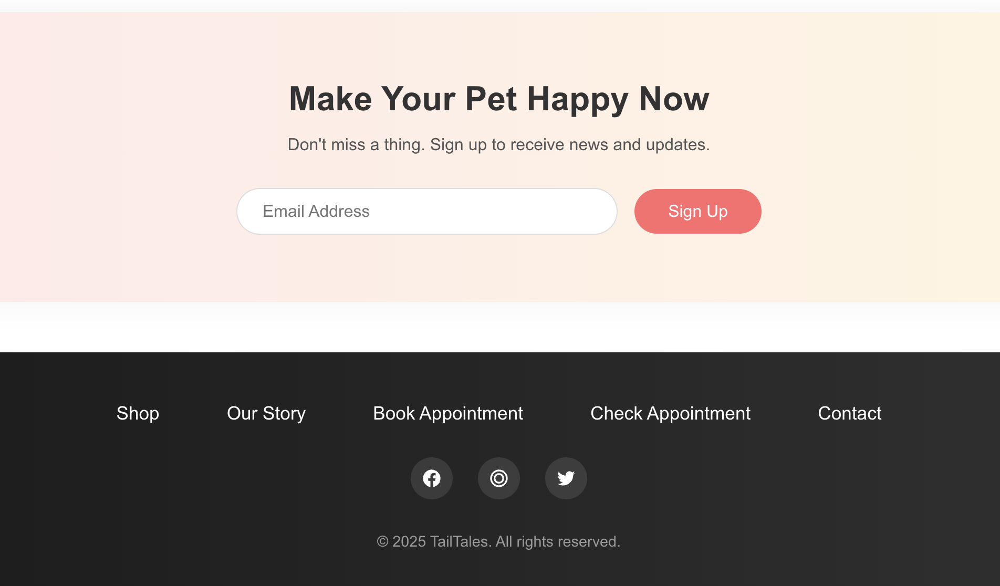 Make Your Pet Happy Now
Don't miss a thing. Sign up to receive news and updates.
Email Address
Sign Up
Shop
Our Story
Book Appointment
Check Appointment
Contact
© 2025 TailTales. All rights reserved.